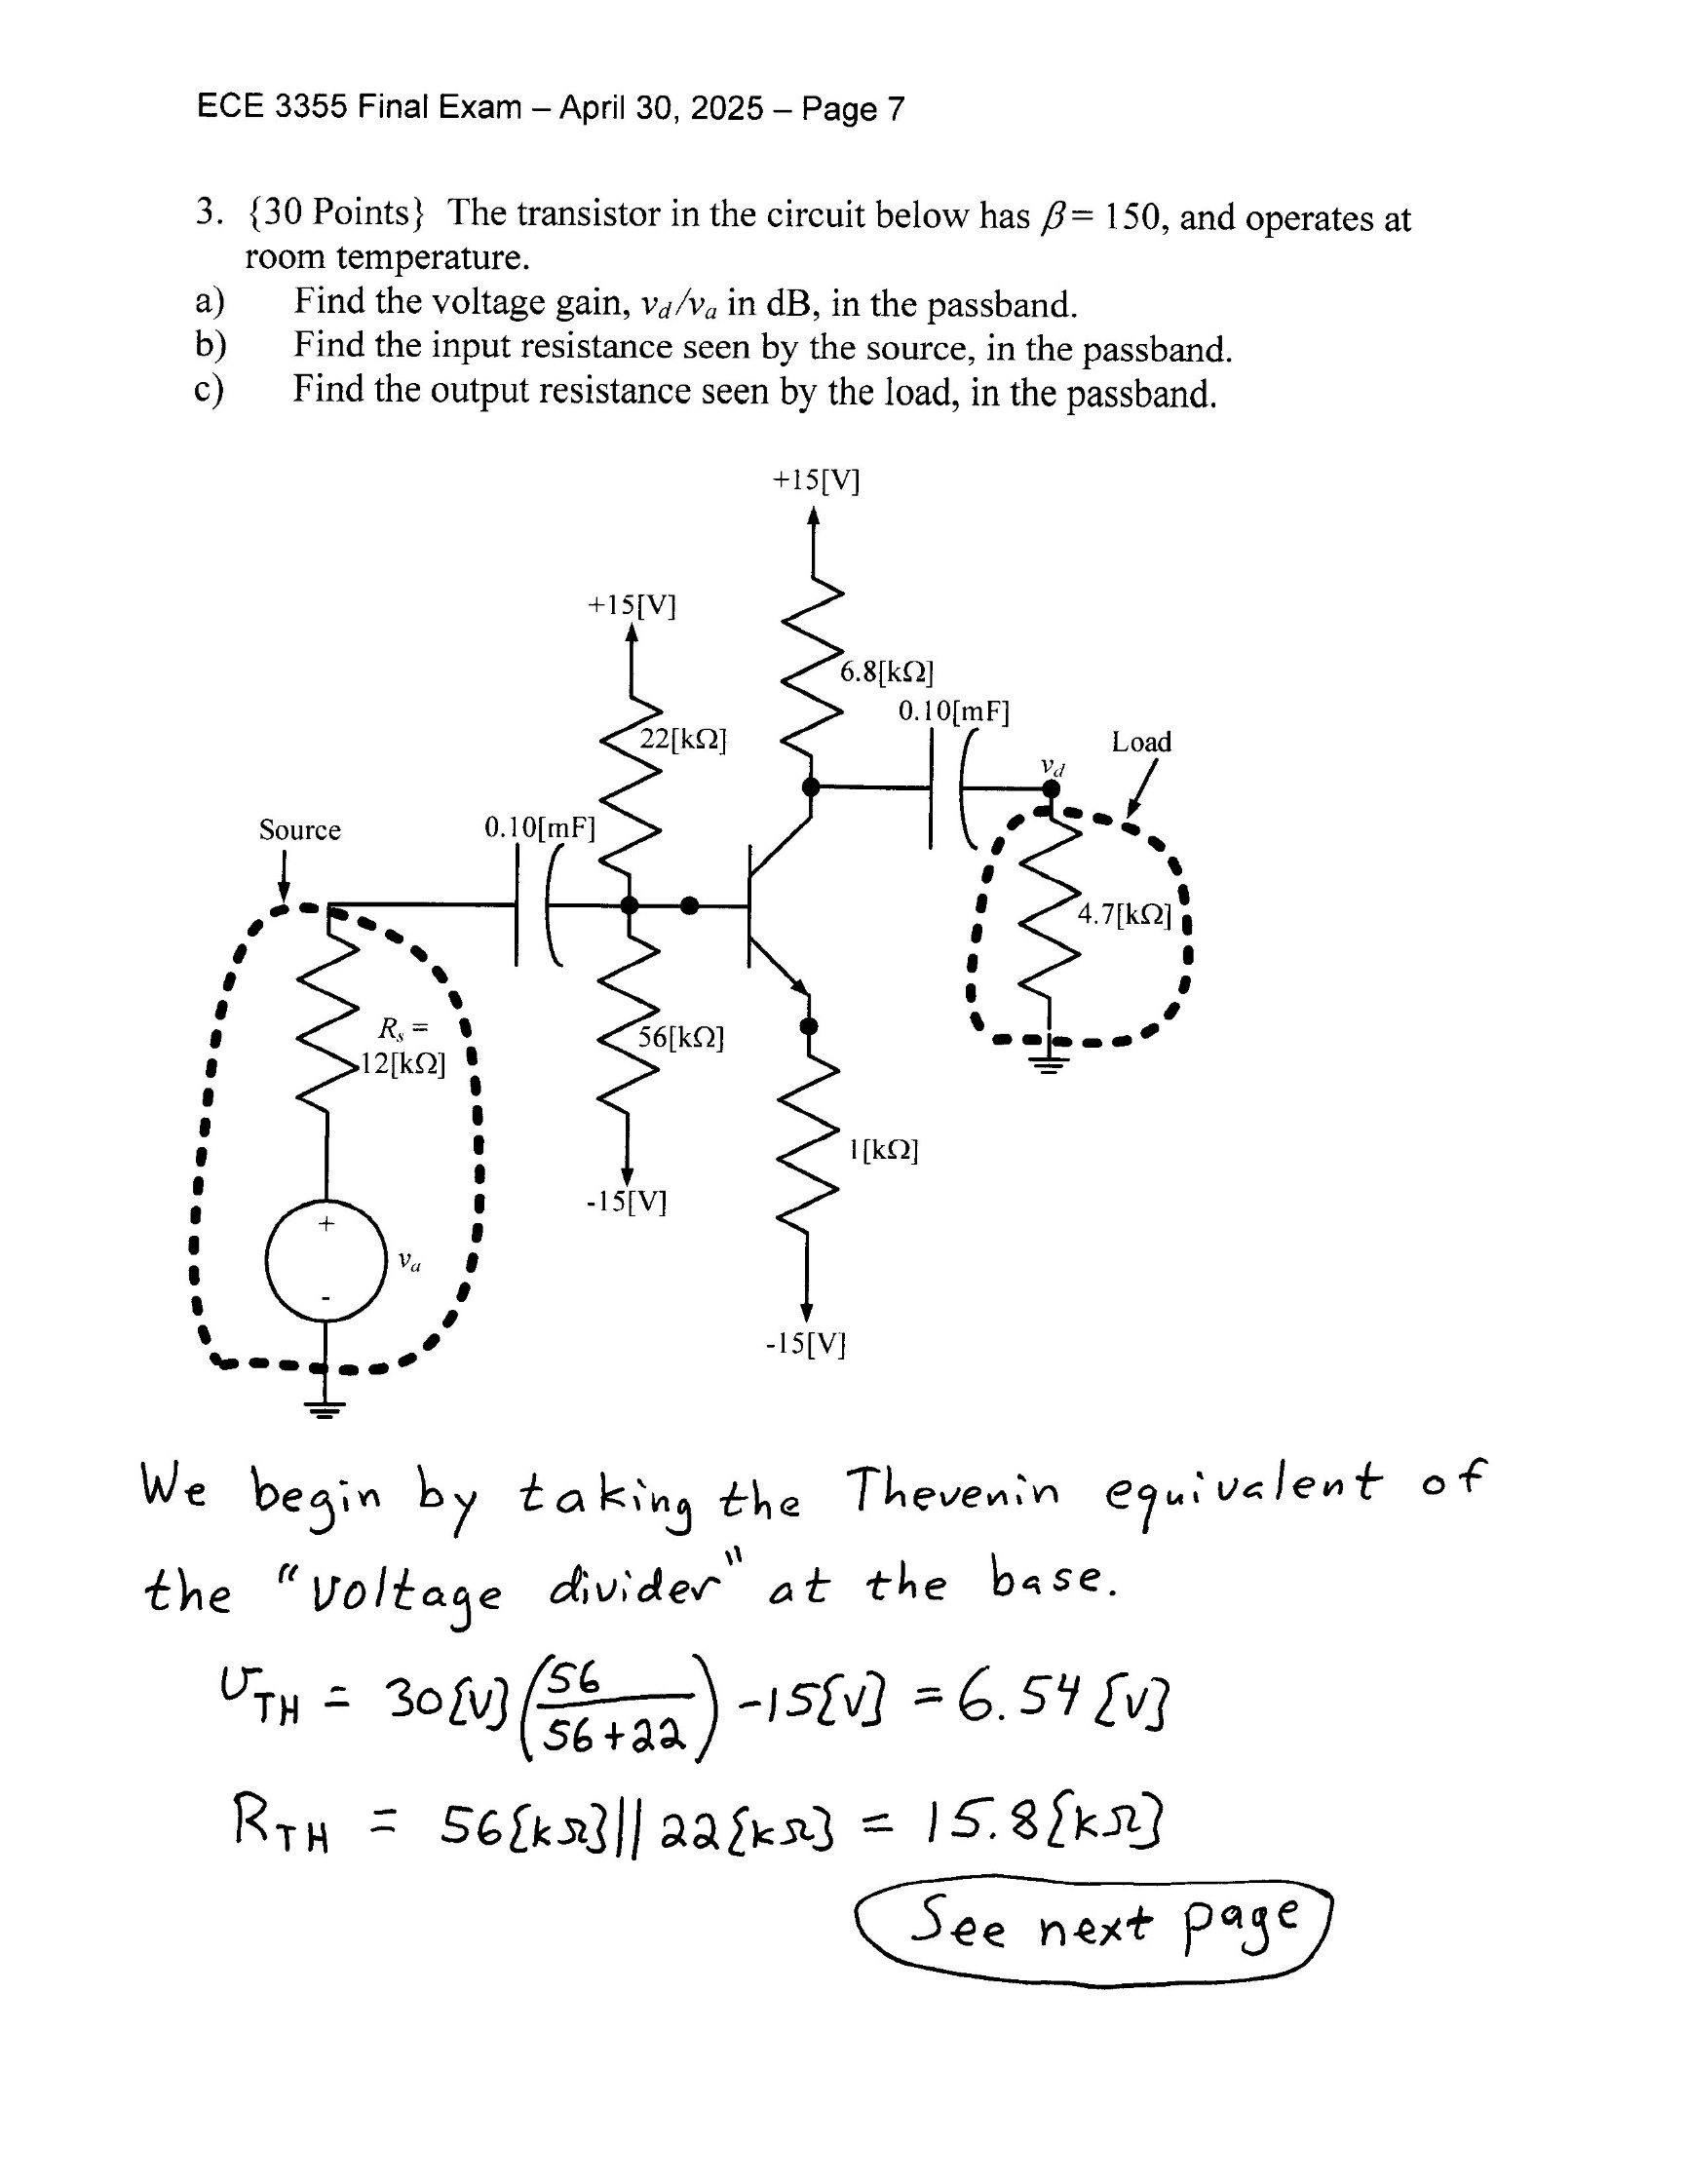 ECE 3355 Final Exam – April 30, 2025 – Page 7
3. {30 Points} The transistor in the circuit below has β = 150, and operates at
room temperature.
a) Find the voltage gain, vd/va in dB, in the passband.
b) Find the input resistance seen by the source, in the passband.
c) Find the output resistance seen by the load, in the passband.
+15[V]
+15[V]
6.8[kΩ]
0.10[mF]
22[kΩ]
Load
vd
Source
0.10[mF]
4.7[kΩ]
Rs =
12[kΩ]
56[kΩ]
1[kΩ]
-15[V]
+
va
-
-15[V]
We begin by taking the Thevenin equivalent of
the "voltage divider" at the base.
vTH = 30[V](56/(56+22)) -15[V] = 6.54[V]
RTH = 56[kΩ]||22[kΩ] = 15.8[kΩ]
See next page